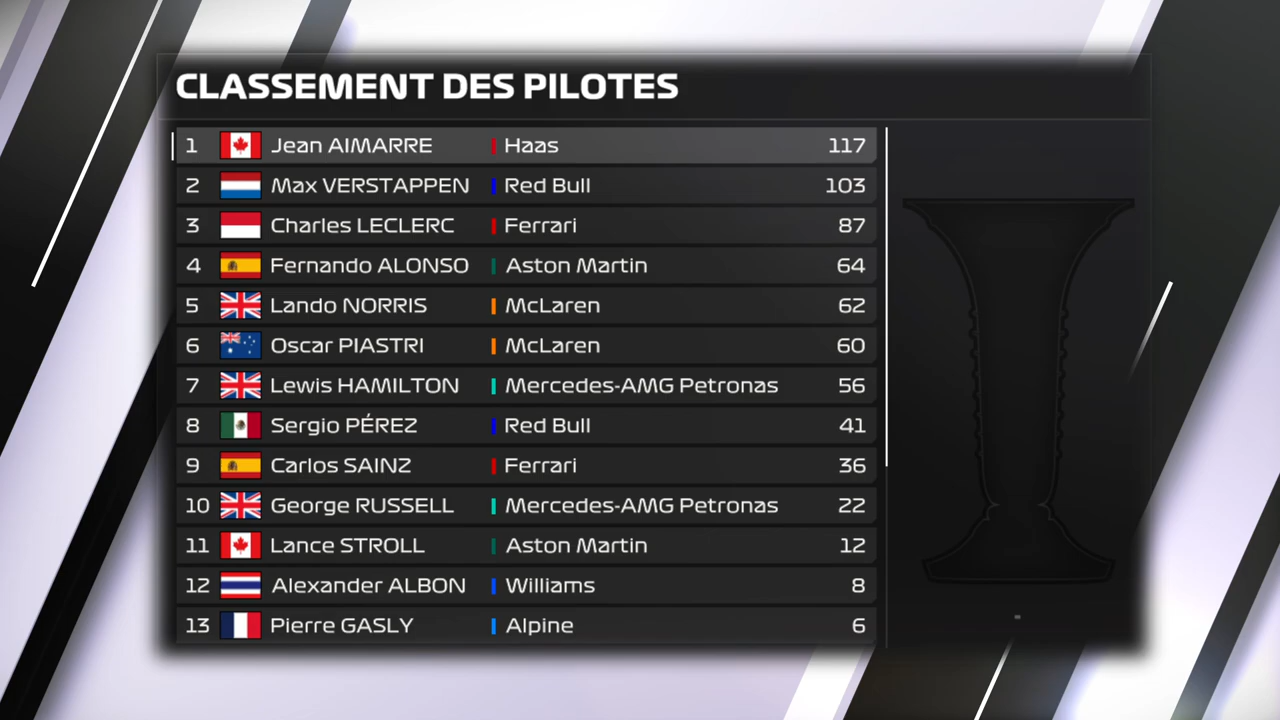 CLASSEMENT DES PILOTES
1 Jean AIMARRE Haas 117
2 Max VERSTAPPEN Red Bull 103
3 Charles LECLERC Ferrari 87
4 Fernando ALONSO Aston Martin 64
5 Lando NORRIS McLaren 62
6 Oscar PIASTRI McLaren 60
7 Lewis HAMILTON Mercedes-AMG Petronas 56
8 Sergio PÉREZ Red Bull 41
9 Carlos SAINZ Ferrari 36
10 George RUSSELL Mercedes-AMG Petronas 22
11 Lance STROLL Aston Martin 12
12 Alexander ALBON Williams 8
13 Pierre GASLY Alpine 6